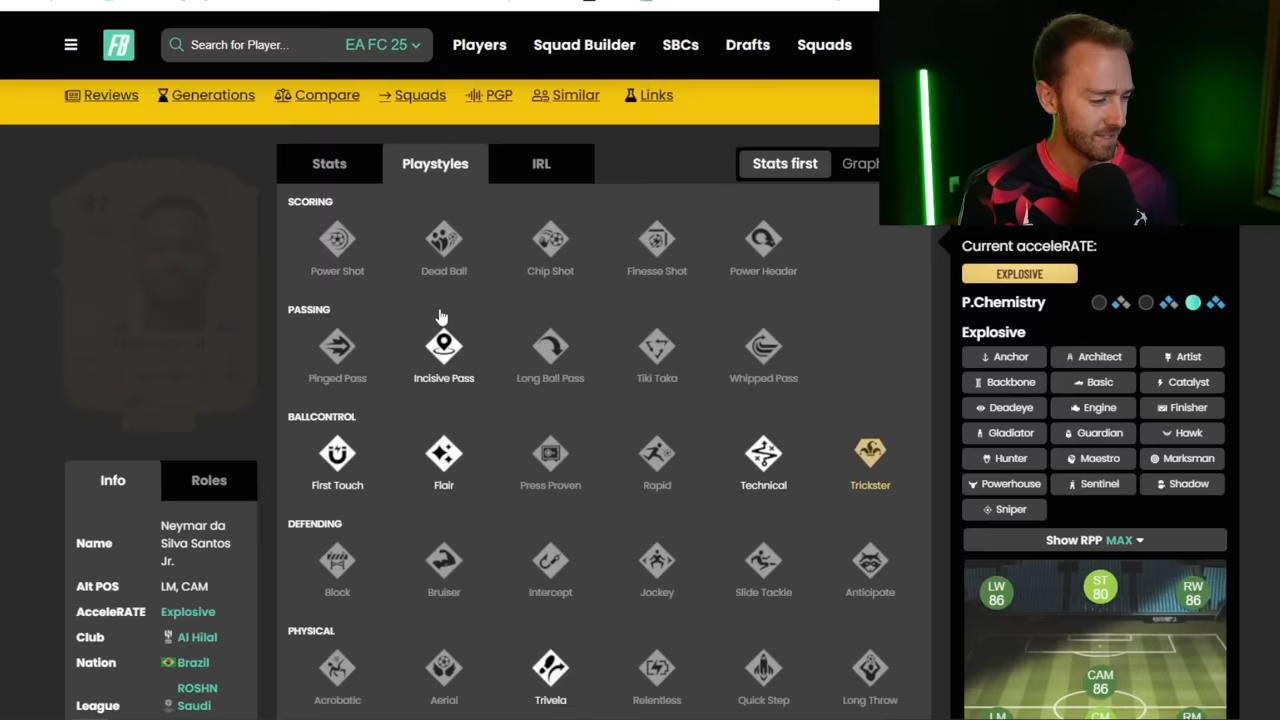 FB
Search for Player...
EA FC 25
Players
Squad Builder
SBCs
Drafts
Squads
Reviews
Generations
Compare
Squads
PGP
Similar
Links
Stats
Playstyles
IRL
Stats first
Graph
SCORING
Power Shot
Dead Ball
Chip Shot
Finesse Shot
Power Header
PASSING
Pinged Pass
Incisive Pass
Long Ball Pass
Tiki Taka
Whipped Pass
BALLCONTROL
First Touch
Flair
Press Proven
Rapid
Technical
Trickster
DEFENDING
Block
Bruiser
Intercept
Jockey
Slide Tackle
Anticipate
PHYSICAL
Acrobatic
Aerial
Trivela
Relentless
Quick Step
Long Throw
87
Info
Roles
Name
Neymar da
Silva Santos
Jr.
Alt POS
LM, CAM
AcceleRATE
Explosive
Club
Al Hilal
Nation
Brazil
League
ROSHN
Saudi
Current acceleRATE:
EXPLOSIVE
P.Chemistry
Explosive
Anchor
Architect
Artist
Backbone
Basic
Catalyst
Deadeye
Engine
Finisher
Gladiator
Guardian
Hawk
Hunter
Maestro
Marksman
Powerhouse
Sentinel
Shadow
Sniper
Show RPP MAX
LW
86
ST
80
RW
86
CAM
86
LM
CM
RM